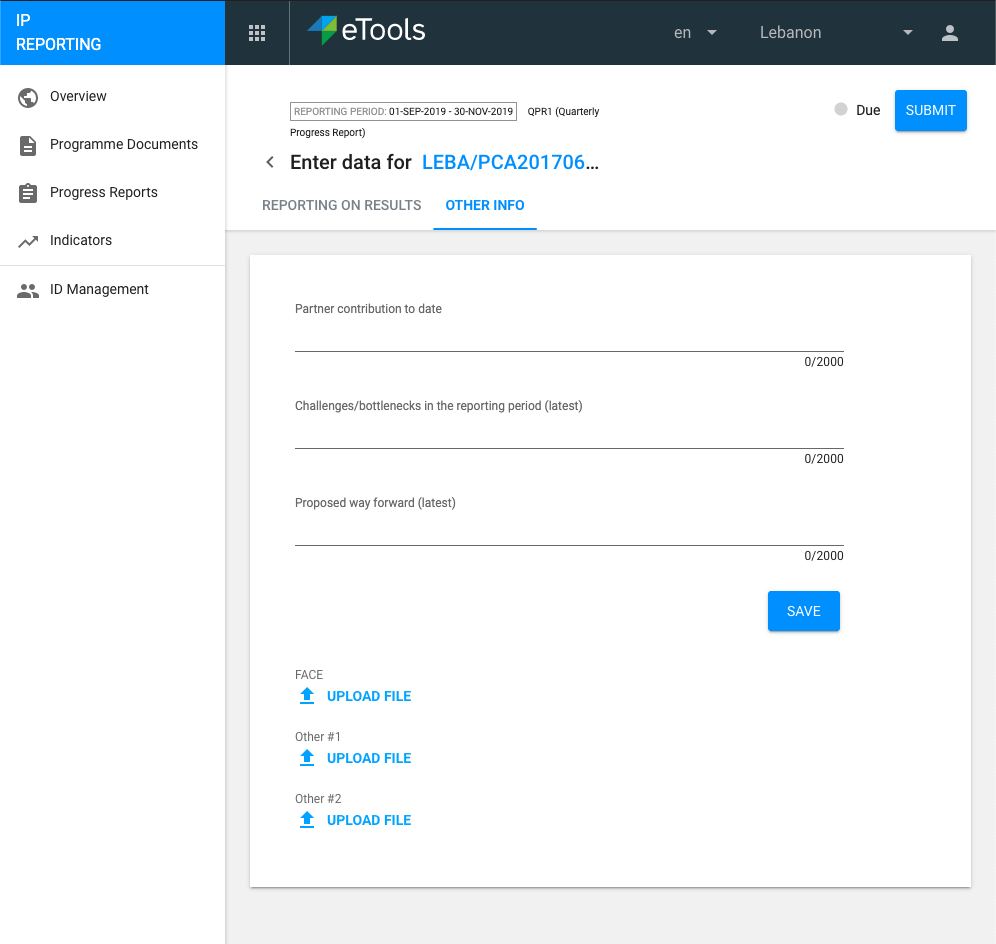 IP
REPORTING
eTools
en
Lebanon
Overview
Programme Documents
Progress Reports
Indicators
ID Management
REPORTING PERIOD: 01-SEP-2019 - 30-NOV-2019 QPR1 (Quarterly
Progress Report)
Due
SUBMIT
Enter data for LEBA/PCA201706...
REPORTING ON RESULTS
OTHER INFO
Partner contribution to date
0/2000
Challenges/bottlenecks in the reporting period (latest)
0/2000
Proposed way forward (latest)
0/2000
SAVE
FACE
UPLOAD FILE
Other #1
UPLOAD FILE
Other #2
UPLOAD FILE